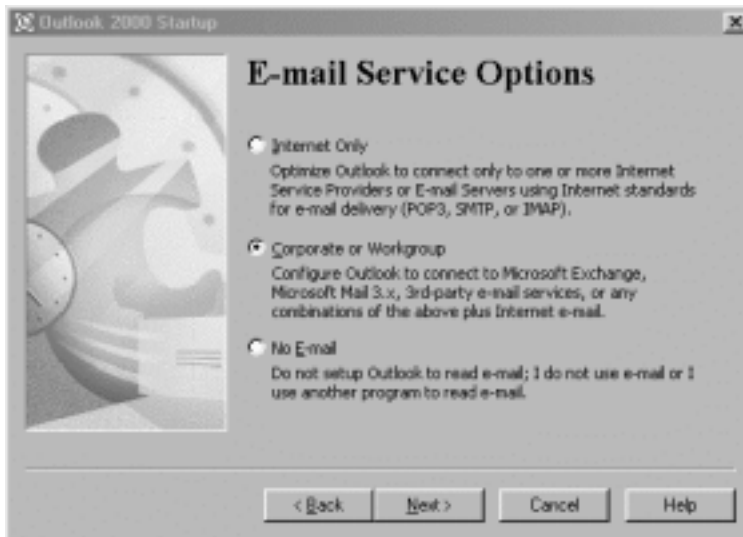 Outlook 2000 Startup
E-mail Service Options
Internet Only
Optimize Outlook to connect only to one or more Internet
Service Providers or E-mail Servers using Internet standards
for e-mail delivery (POP3, SMTP, or IMAP).
Corporate or Workgroup
Configure Outlook to connect to Microsoft Exchange,
Microsoft Mail 3.x, 3rd-party e-mail services, or any
combinations of the above plus Internet e-mail.
No E-mail
Do not setup Outlook to read e-mail; I do not use e-mail or I
use another program to read e-mail.
< Back Next > Cancel Help